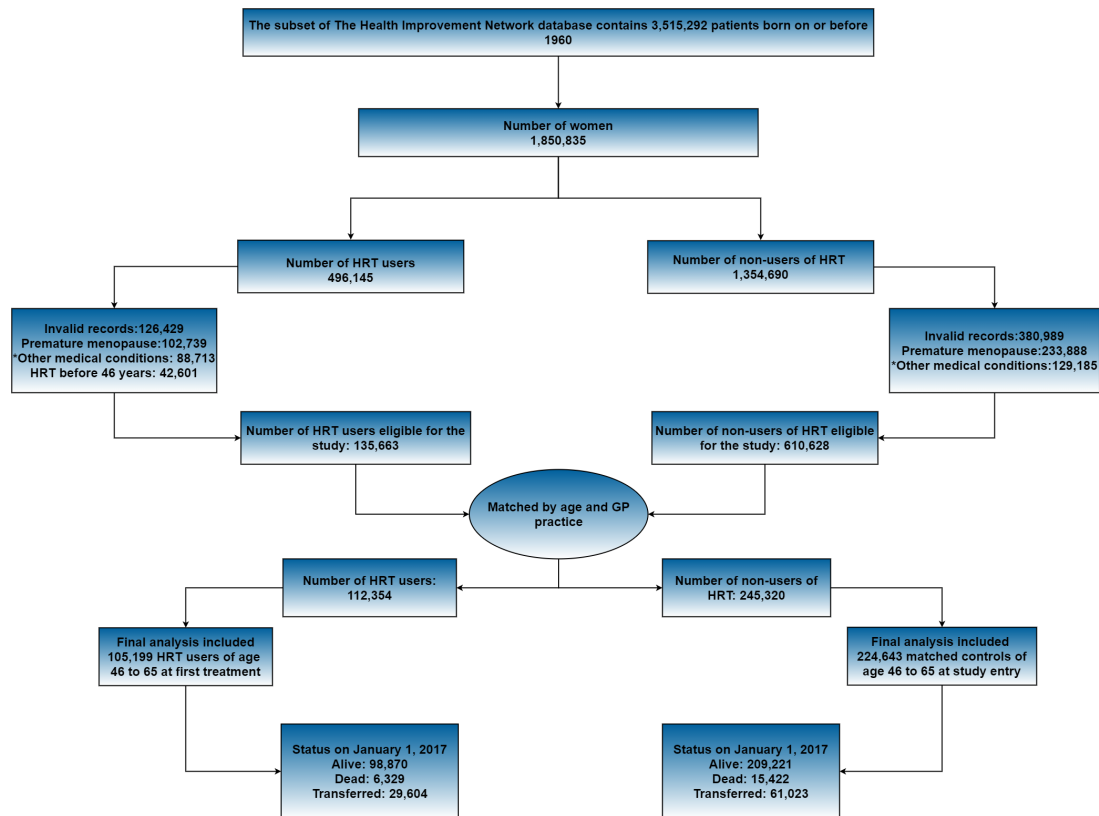 The subset of The Health Improvement Network database contains 3,515,292 patients born on or before
1960
Number of women
1,850,835
Number of HRT users
496,145
Number of non-users of HRT
1,354,690
Invalid records:126,429
Premature menopause:102,739
*Other medical conditions: 88,713
HRT before 46 years: 42,601
Invalid records:380,989
Premature menopause:233,888
*Other medical conditions:129,185
Number of HRT users eligible for the
study: 135,663
Number of non-users of HRT eligible
for the study: 610,628
Matched by age and GP
practice
Number of HRT users:
112,354
Number of non-users of
HRT: 245,320
Final analysis included
105,199 HRT users of age
46 to 65 at first treatment
Final analysis included
224,643 matched controls of
age 46 to 65 at study entry
Status on January 1, 2017
Alive: 98,870
Dead: 6,329
Transferred: 29,604
Status on January 1, 2017
Alive: 209,221
Dead: 15,422
Transferred: 61,023